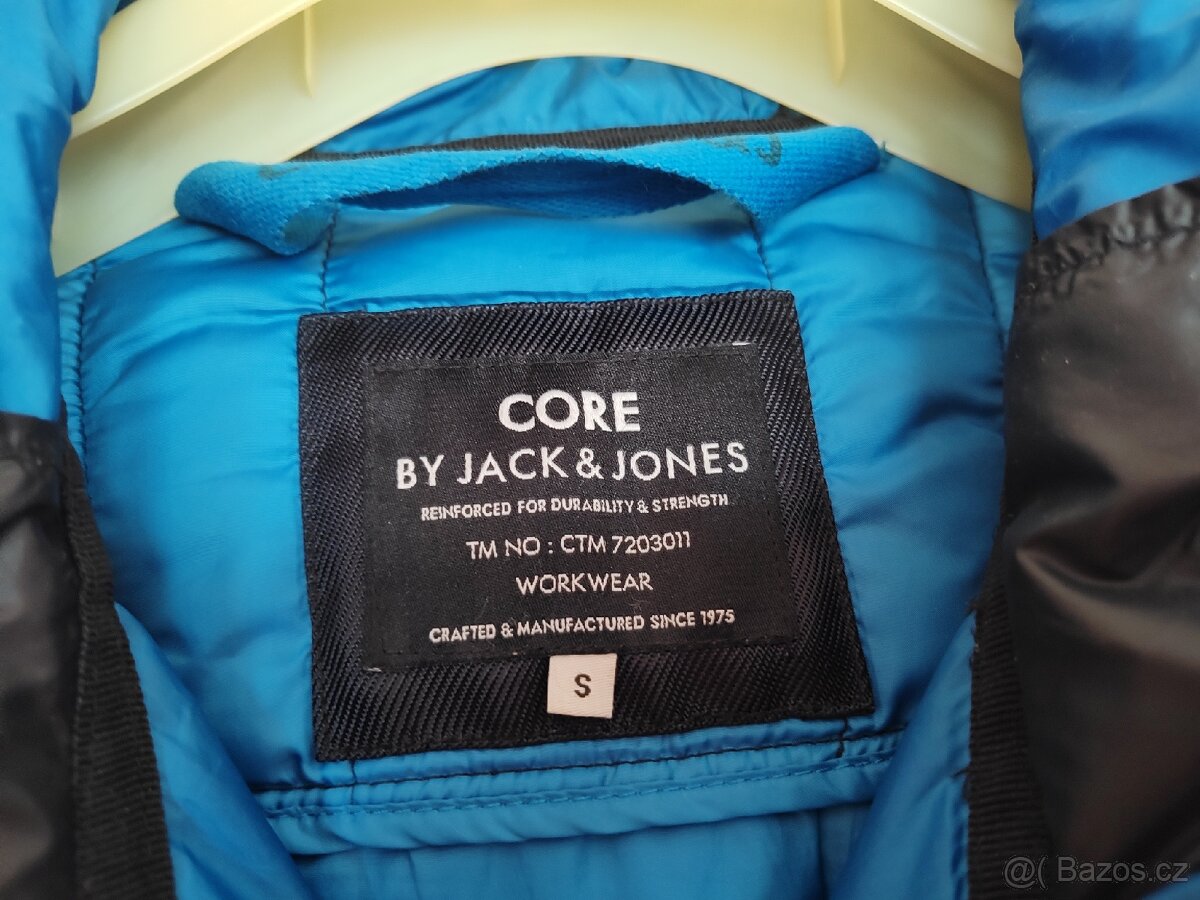 CORE
BY JACK & JONES
REINFORCED FOR DURABILITY & STRENGTH
TM NO : CTM 7203011
WORKWEAR
CRAFTED & MANUFACTURED SINCE 1975
S
@( Bazos.cz